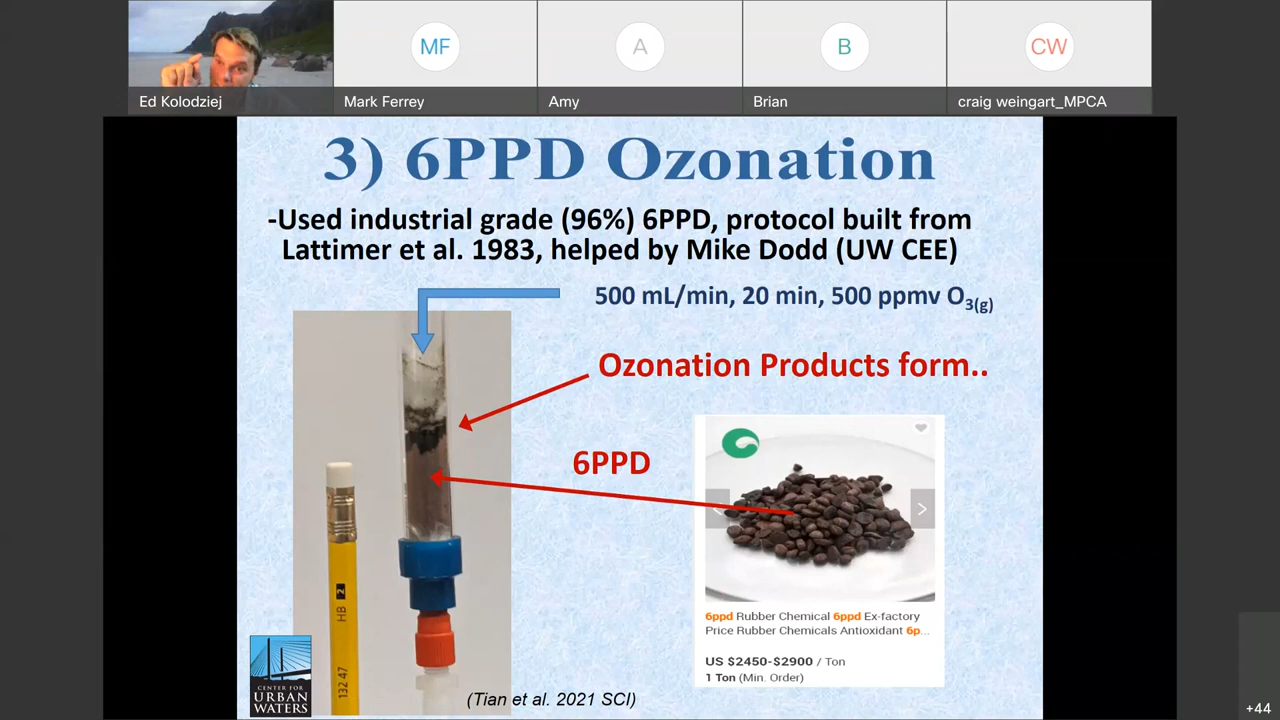 MF
A
B
CW
Ed Kolodziej
Mark Ferrey
Amy
Brian
craig weingart_MPCA
3) 6PPD Ozonation
-Used industrial grade (96%) 6PPD, protocol built from
Lattimer et al. 1983, helped by Mike Dodd (UW CEE)
500 mL/min, 20 min, 500 ppmv O3(g)
Ozonation Products form..
6PPD
HB 2
132 47
6ppd Rubber Chemical 6ppd Ex-factory
Price Rubber Chemicals Antioxidant 6p...
US $2450-$2900 / Ton
1 Ton (Min. Order)
CENTER FOR
URBAN
WATERS
(Tian et al. 2021 SCI)
+44